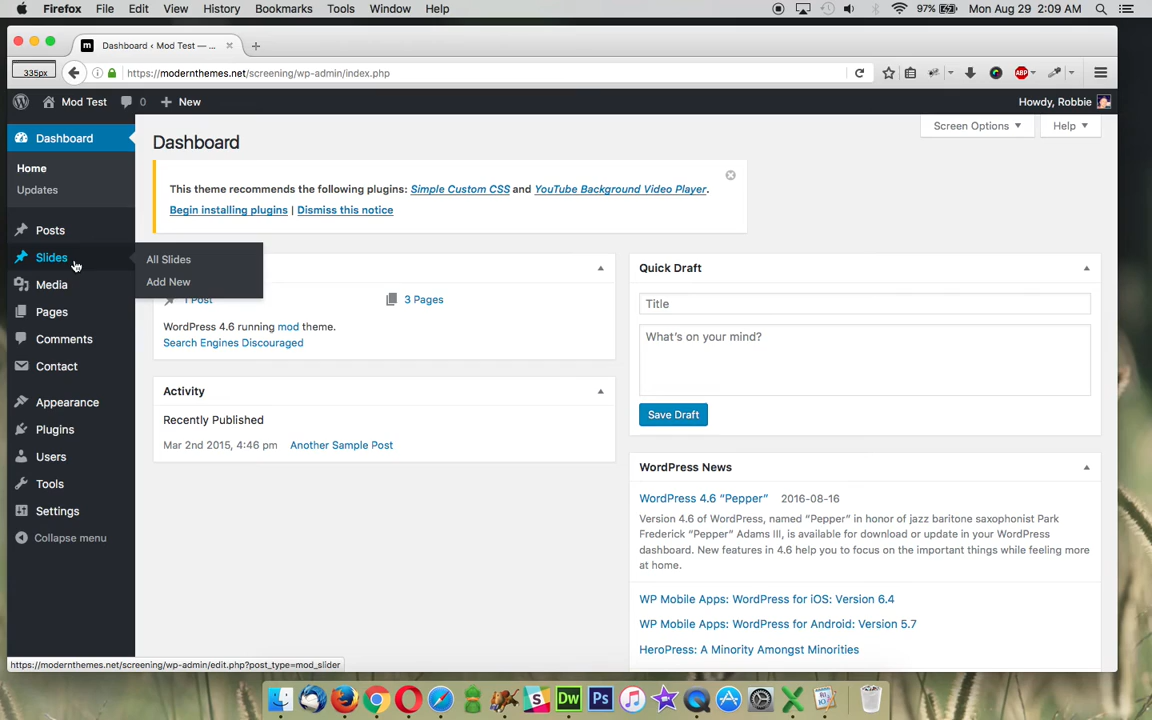 Firefox File Edit View History Bookmarks Tools Window Help 97% Mon Aug 29 2:09 AM
m Dashboard ‹ Mod Test — ... × +
335px https://modernthemes.net/screening/wp-admin/index.php ABP
Mod Test 0 + New Howdy, Robbie
Dashboard
Home
Updates
Posts
Slides
All Slides
Add New
Media
Pages
Comments
Contact
Appearance
Plugins
Users
Tools
Settings
Collapse menu
Screen Options ▼ Help ▼
Dashboard
This theme recommends the following plugins: Simple Custom CSS and YouTube Background Video Player.
Begin installing plugins | Dismiss this notice
1 Post 3 Pages
WordPress 4.6 running mod theme.
Search Engines Discouraged
Activity
Recently Published
Mar 2nd 2015, 4:46 pm Another Sample Post
Quick Draft
Title
What's on your mind?
Save Draft
WordPress News
WordPress 4.6 “Pepper” 2016-08-16
Version 4.6 of WordPress, named “Pepper” in honor of jazz baritone saxophonist Park
Frederick “Pepper” Adams III, is available for download or update in your WordPress
dashboard. New features in 4.6 help you to focus on the important things while feeling more
at home.
WP Mobile Apps: WordPress for iOS: Version 6.4
WP Mobile Apps: WordPress for Android: Version 5.7
HeroPress: A Minority Amongst Minorities
https://modernthemes.net/screening/wp-admin/edit.php?post_type=mod_slider
Dw Ps